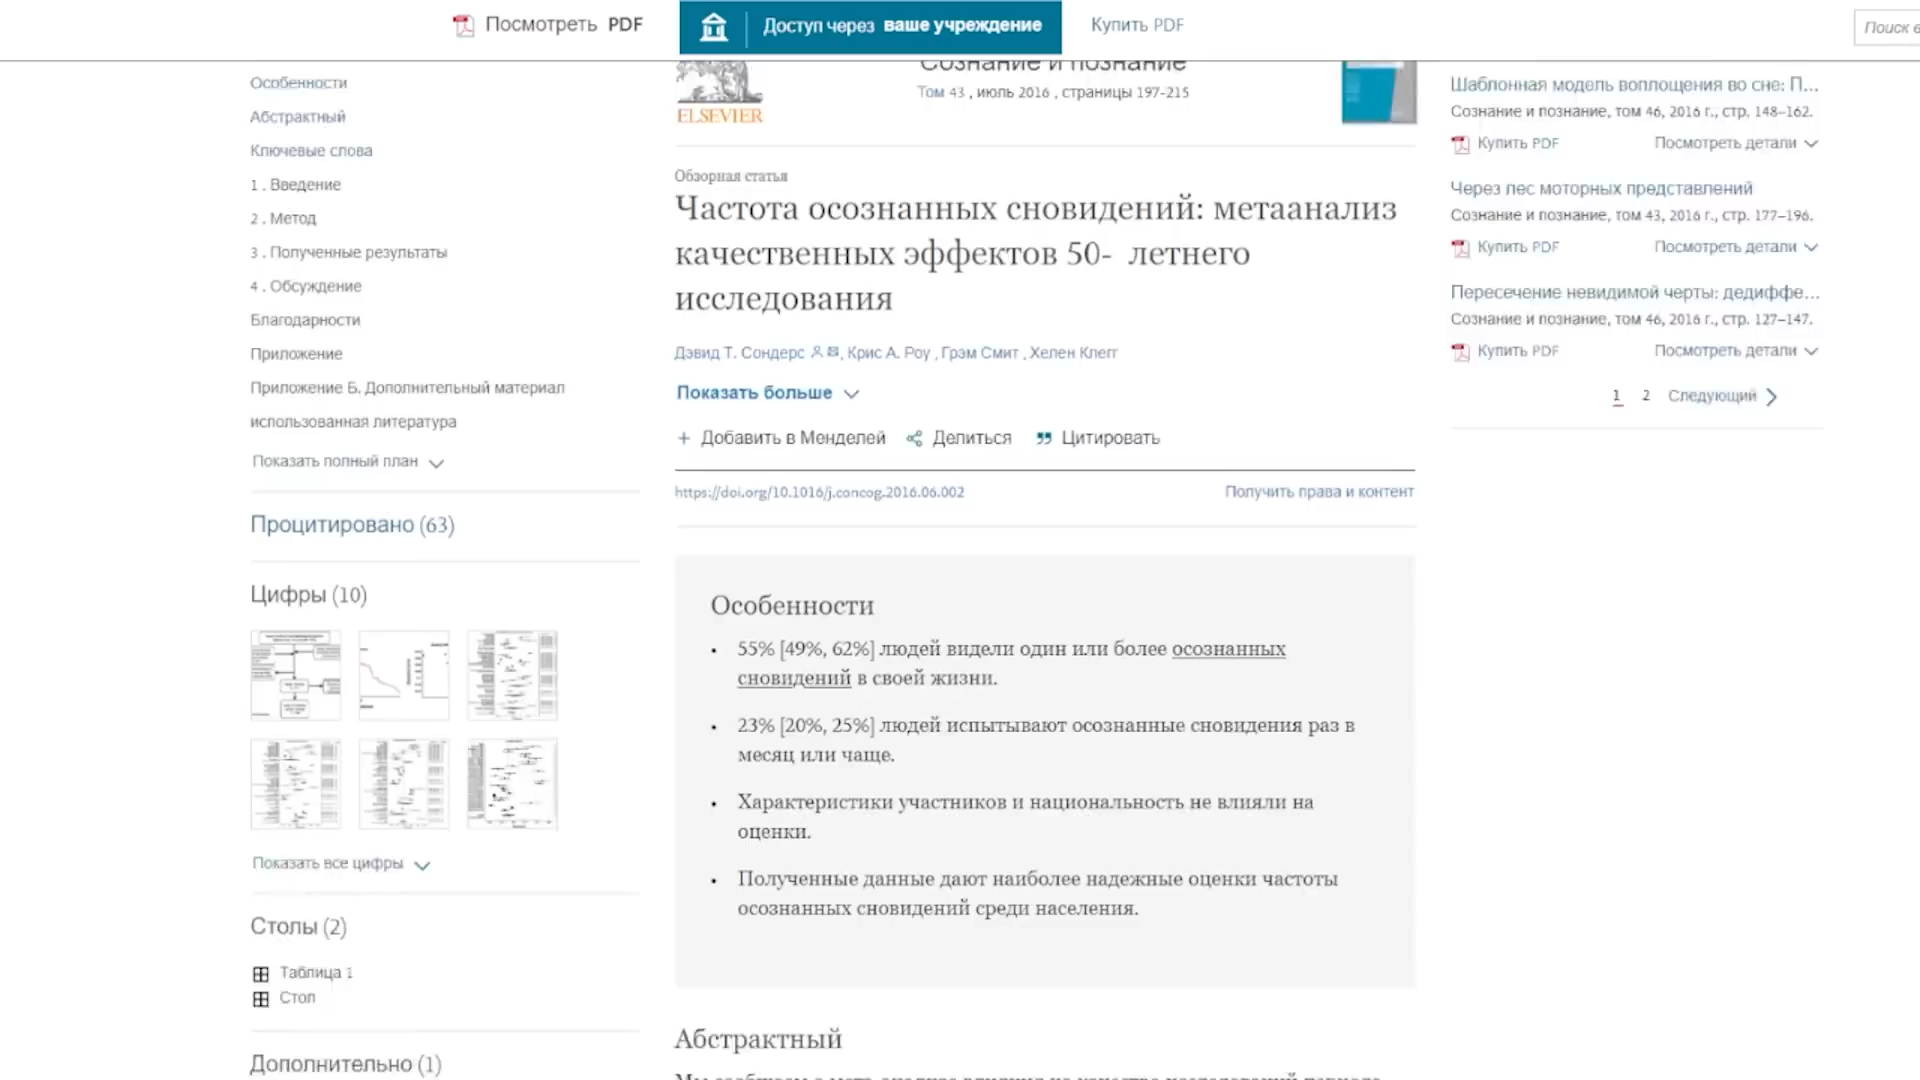 Посмотреть PDF
Доступ через ваше учреждение
Купить PDF
Поиск в
Особенности
Абстрактный
Ключевые слова
1 . Введение
2 . Метод
3 . Полученные результаты
4 . Обсуждение
Благодарности
Приложение
Приложение Б. Дополнительный материал
использованная литература
Показать полный план
Процитировано (63)
Цифры (10)
Показать все цифры
Столы (2)
Таблица 1
Стол
Дополнительно (1)
ELSEVIER
Сознание и познание
Том 43 , июль 2016 , страницы 197-215
Обзорная статья
Частота осознанных сновидений: метаанализ
качественных эффектов 50- летнего
исследования
Дэвид Т. Сондерс , Крис А. Роу , Грэм Смит , Хелен Клегг
Показать больше
+ Добавить в Менделей Делиться Цитировать
https://doi.org/10.1016/j.concog.2016.06.002
Получить права и контент
Особенности
• 55% [49%, 62%] людей видели один или более осознанных
сновидений в своей жизни.
• 23% [20%, 25%] людей испытывают осознанные сновидения раз в
месяц или чаще.
• Характеристики участников и национальность не влияли на
оценки.
• Полученные данные дают наиболее надежные оценки частоты
осознанных сновидений среди населения.
Абстрактный
Шаблонная модель воплощения во сне: П...
Сознание и познание, том 46, 2016 г., стр. 148–162.
Купить PDF Посмотреть детали
Через лес моторных представлений
Сознание и познание, том 43, 2016 г., стр. 177–196.
Купить PDF Посмотреть детали
Пересечение невидимой черты: дедиффе...
Сознание и познание, том 46, 2016 г., стр. 127–147.
Купить PDF Посмотреть детали
1 2 Следующий